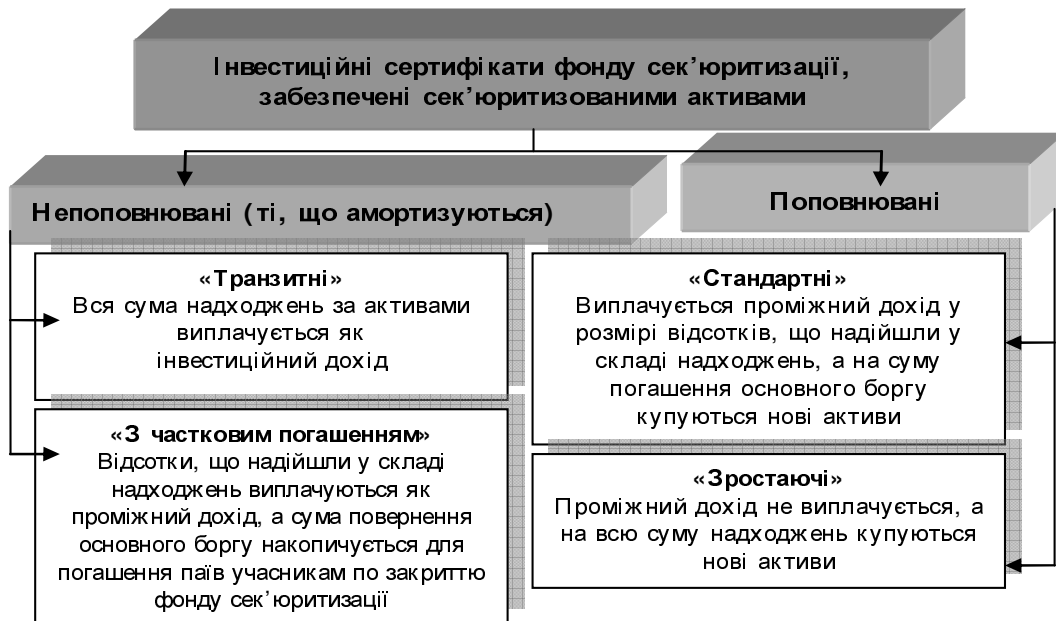 Інвестиційні сертифікати фонду сек’юритизації,
забезпечені сек’юритизованими активами
Непоповнювані (ті, що амортизуються)
Поповнювані
«Транзитні»
Вся сума надходжень за активами
виплачується як
інвестиційний дохід
«З частковим погашенням»
Відсотки, що надійшли у складі
надходжень виплачуються як
проміжний дохід, а сума повернення
основного боргу накопичується для
погашення паїв учасникам по закриттю
фонду сек’юритизації
«Стандартні»
Виплачується проміжний дохід у
розмірі відсотків, що надійшли у
складі надходжень, а на суму
погашення основного боргу
купуються нові активи
«Зростаючі»
Проміжний дохід не виплачується, а
на всю суму надходжень купуються
нові активи